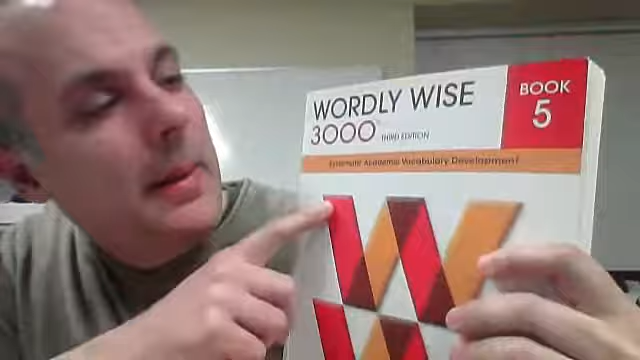 WORDLY WISE
3000® THIRD EDITION
Systematic Academic Vocabulary Development
BOOK
5